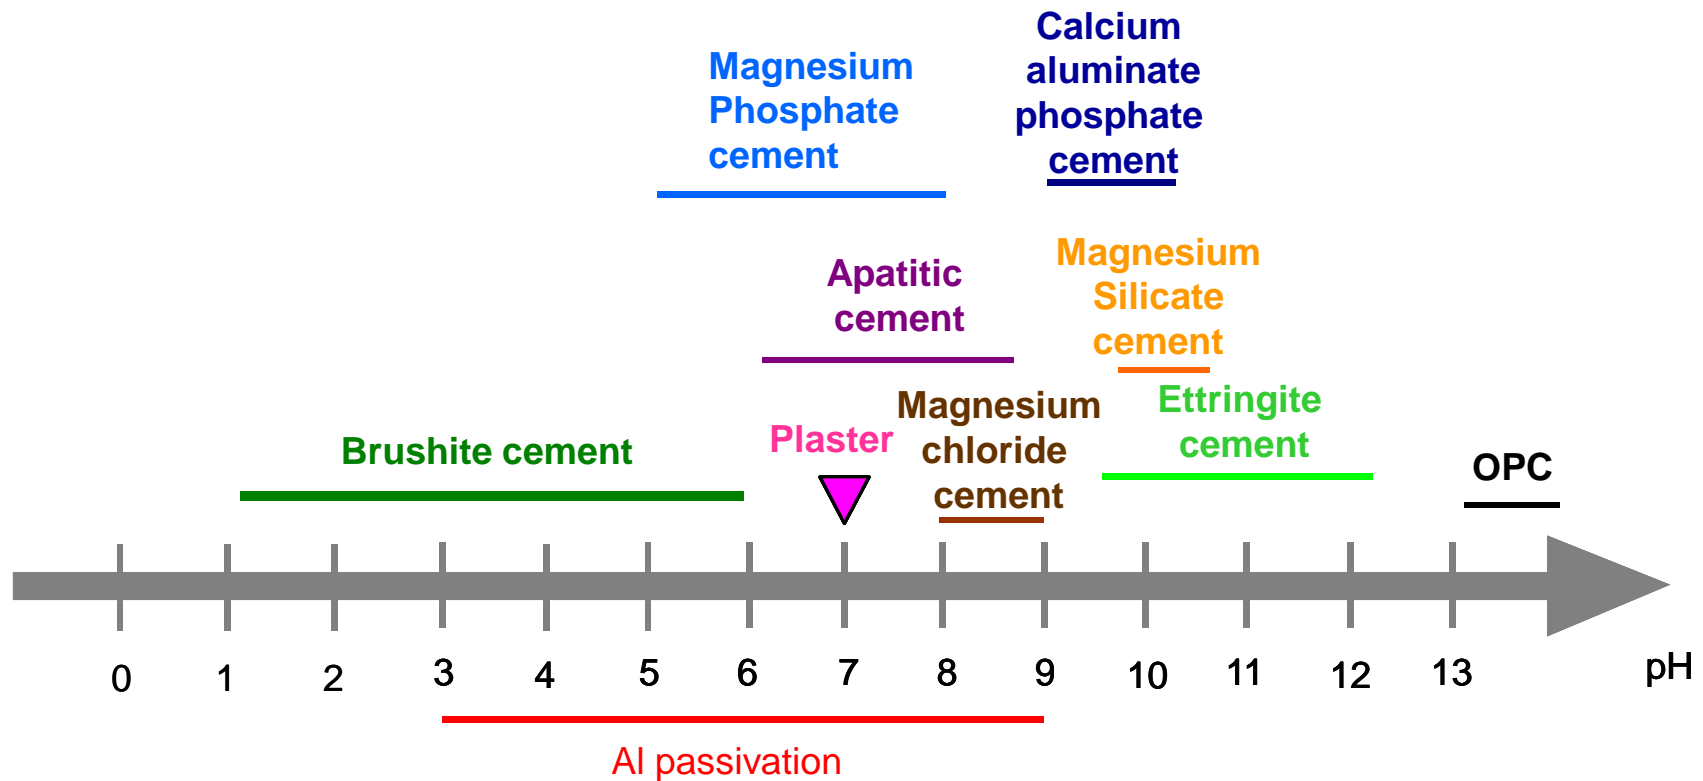 Calcium
aluminate
phosphate
cement
Magnesium
Phosphate
cement
Magnesium
Silicate
cement
Apatitic
cement
Magnesium
chloride
cement
Ettringite
cement
Plaster
Brushite cement
OPC
0 1 2 3 4 5 6 7 8 9 10 11 12 13 pH
Al passivation